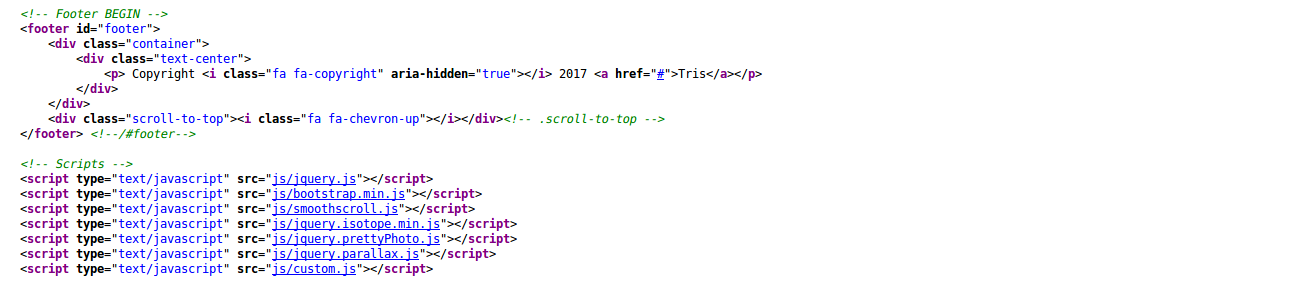 <!-- Footer BEGIN -->
<footer id="footer">
    <div class="container">
        <div class="text-center">
            <p> Copyright <i class="fa fa-copyright" aria-hidden="true"></i> 2017 <a href="#">Tris</a></p>
        </div>
    </div>
    <div class="scroll-to-top"><i class="fa fa-chevron-up"></i></div><!-- .scroll-to-top -->
</footer> <!--/#footer-->

<!-- Scripts -->
<script type="text/javascript" src="js/jquery.js"></script>
<script type="text/javascript" src="js/bootstrap.min.js"></script>
<script type="text/javascript" src="js/smoothscroll.js"></script>
<script type="text/javascript" src="js/jquery.isotope.min.js"></script>
<script type="text/javascript" src="js/jquery.prettyPhoto.js"></script>
<script type="text/javascript" src="js/jquery.parallax.js"></script>
<script type="text/javascript" src="js/custom.js"></script>